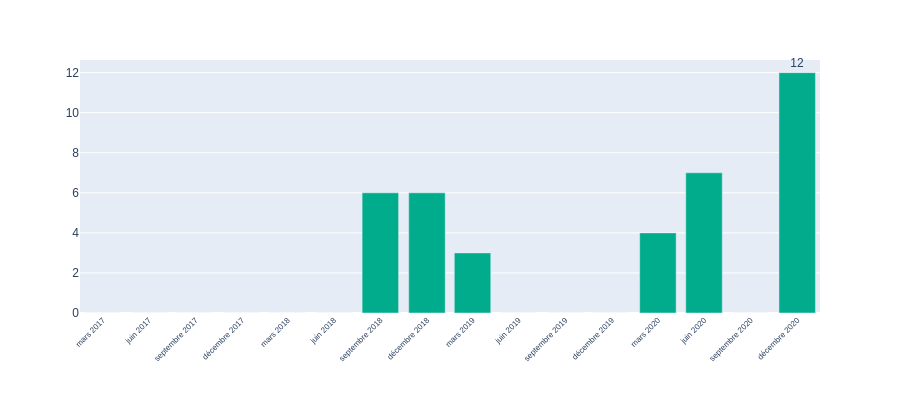 12
12
10
8
6
4
2
0
mars 2017
juin 2017
septembre 2017
décembre 2017
mars 2018
juin 2018
septembre 2018
décembre 2018
mars 2019
juin 2019
septembre 2019
décembre 2019
mars 2020
juin 2020
septembre 2020
décembre 2020